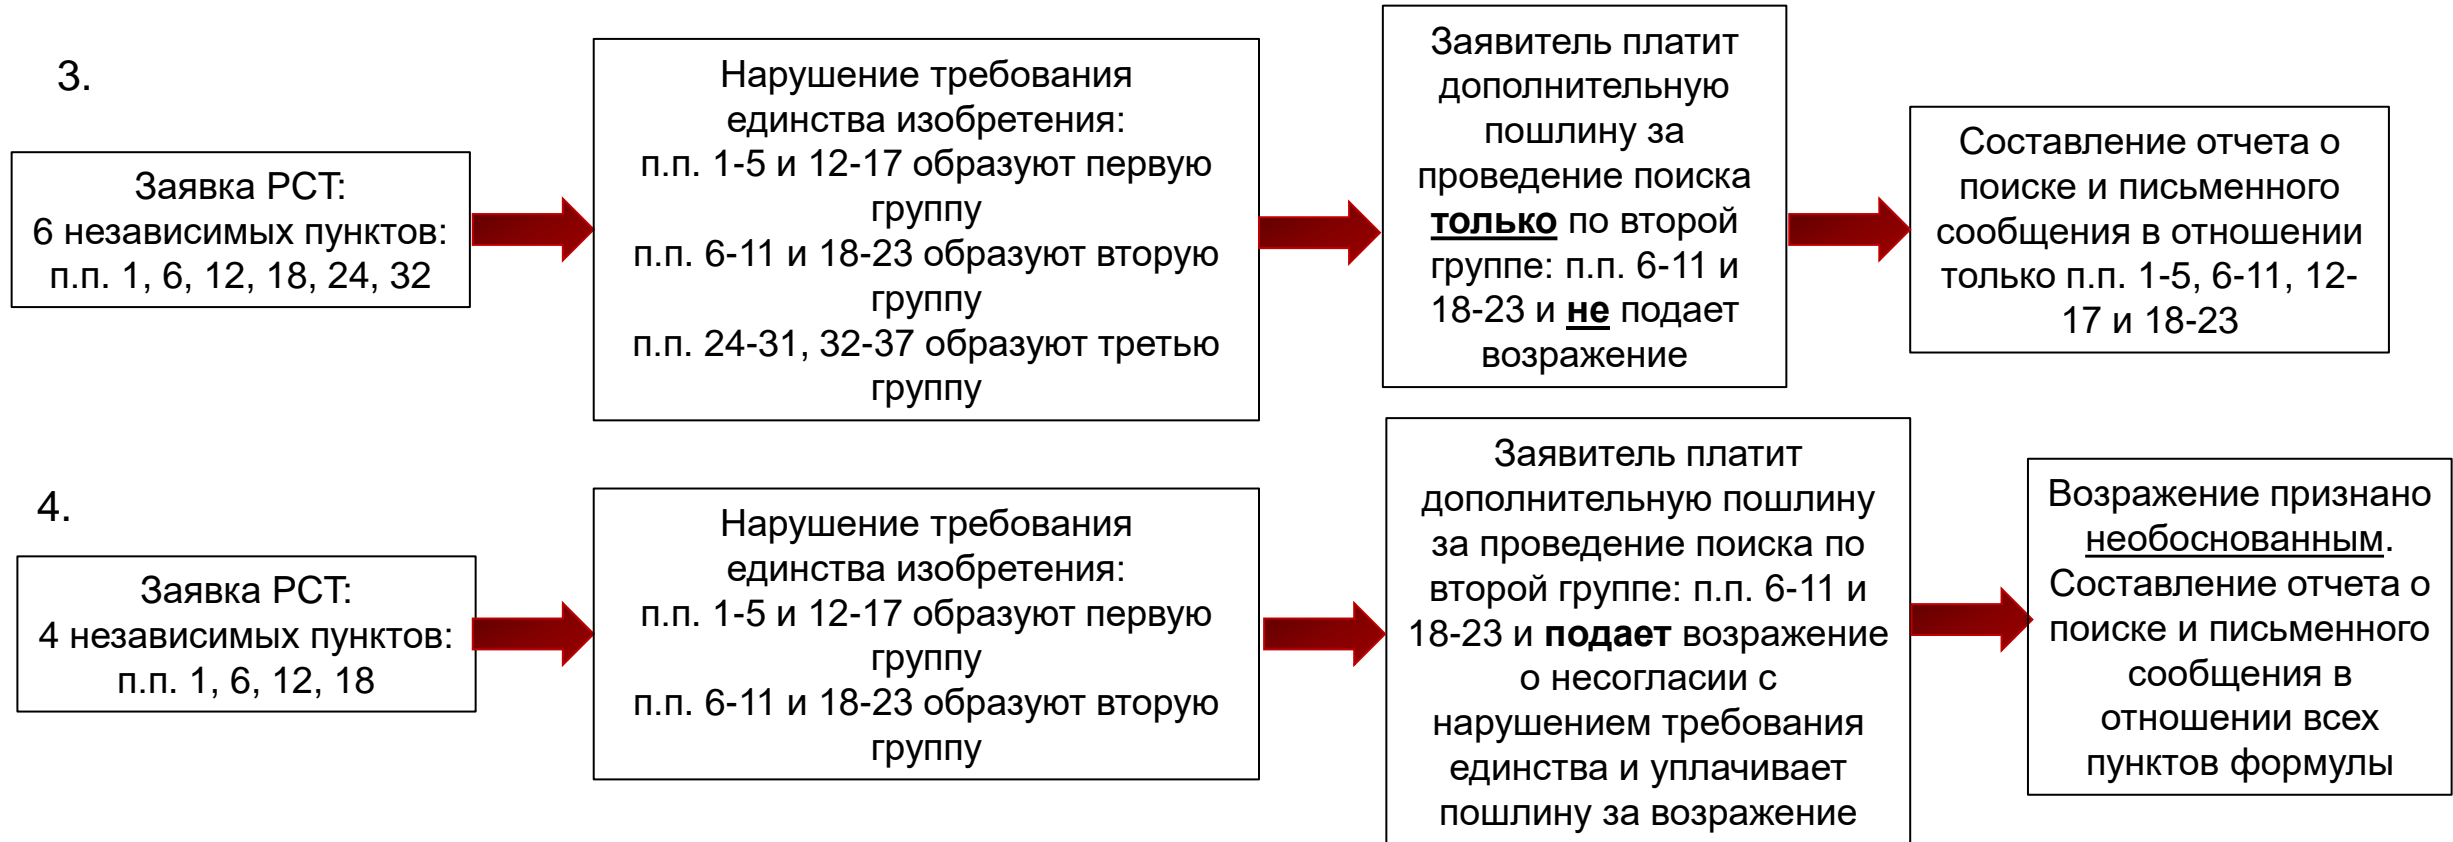 3.
Заявка PCT:
6 независимых пунктов:
п.п. 1, 6, 12, 18, 24, 32
Нарушение требования
единства изобретения:
п.п. 1-5 и 12-17 образуют первую
группу
п.п. 6-11 и 18-23 образуют вторую
группу
п.п. 24-31, 32-37 образуют третью
группу
Заявитель платит
дополнительную
пошлину за
проведение поиска
только по второй
группе: п.п. 6-11 и
18-23 и не подает
возражение
Составление отчета о
поиске и письменного
сообщения в отношении
только п.п. 1-5, 6-11, 12-
17 и 18-23
4.
Заявка PCT:
4 независимых пунктов:
п.п. 1, 6, 12, 18
Нарушение требования
единства изобретения:
п.п. 1-5 и 12-17 образуют первую
группу
п.п. 6-11 и 18-23 образуют вторую
группу
Заявитель платит
дополнительную пошлину
за проведение поиска по
второй группе: п.п. 6-11 и
18-23 и подает возражение
о несогласии с
нарушением требования
единства и уплачивает
пошлину за возражение
Возражение признано
необоснованным.
Составление отчета о
поиске и письменного
сообщения в
отношении всех
пунктов формулы